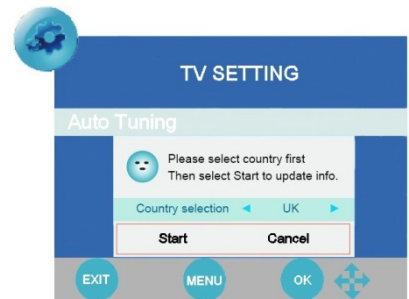 TV SETTING
Auto Tuning
Please select country first
Then select Start to update info.
Country selection UK
Start Cancel
EXIT MENU OK